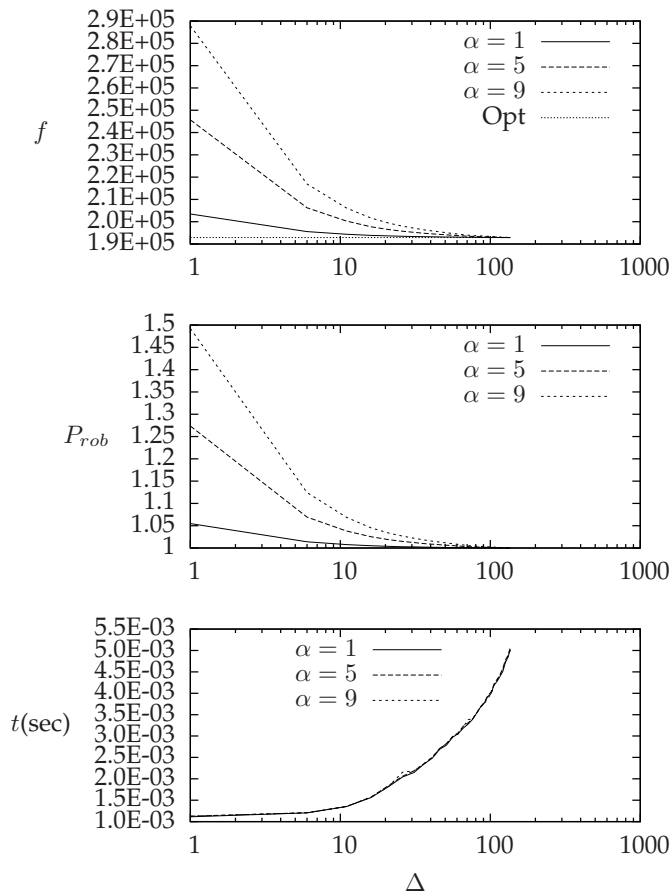 2.9E+05
2.8E+05
2.7E+05
2.6E+05
2.5E+05
2.4E+05
2.3E+05
2.2E+05
2.1E+05
2.0E+05
1.9E+05
f
α = 1
α = 5
α = 9
Opt
1 10 100 1000
1.5
1.45
1.4
1.35
1.3
1.25
1.2
1.15
1.1
1.05
1
P_rob
α = 1
α = 5
α = 9
1 10 100 1000
5.5E-03
5.0E-03
4.5E-03
4.0E-03
3.5E-03
3.0E-03
2.5E-03
2.0E-03
1.5E-03
1.0E-03
t(sec)
α = 1
α = 5
α = 9
1 10 100 1000
Δ